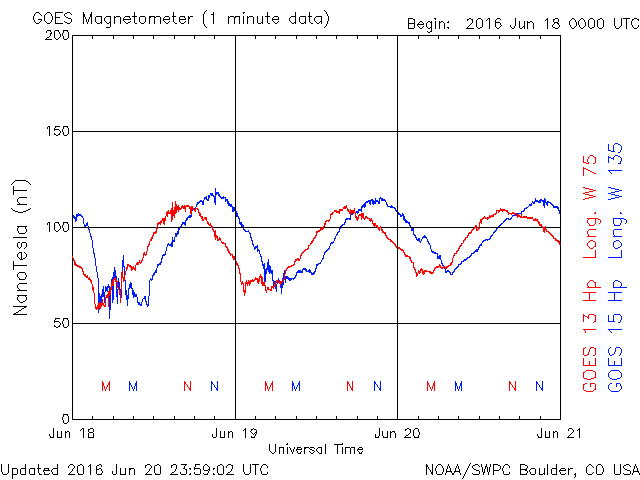 GOES Magnetometer (1 minute data)
Begin: 2016 Jun 18 0000 UTC
200
150
100
50
0
NanoTesla (nT)
M M N N M M N N M M N N
Jun 18 Jun 19 Jun 20 Jun 21
Universal Time
GOES 13 Hp Long. W 75
GOES 15 Hp Long. W 135
Updated 2016 Jun 20 23:59:02 UTC
NOAA/SWPC Boulder, CO USA